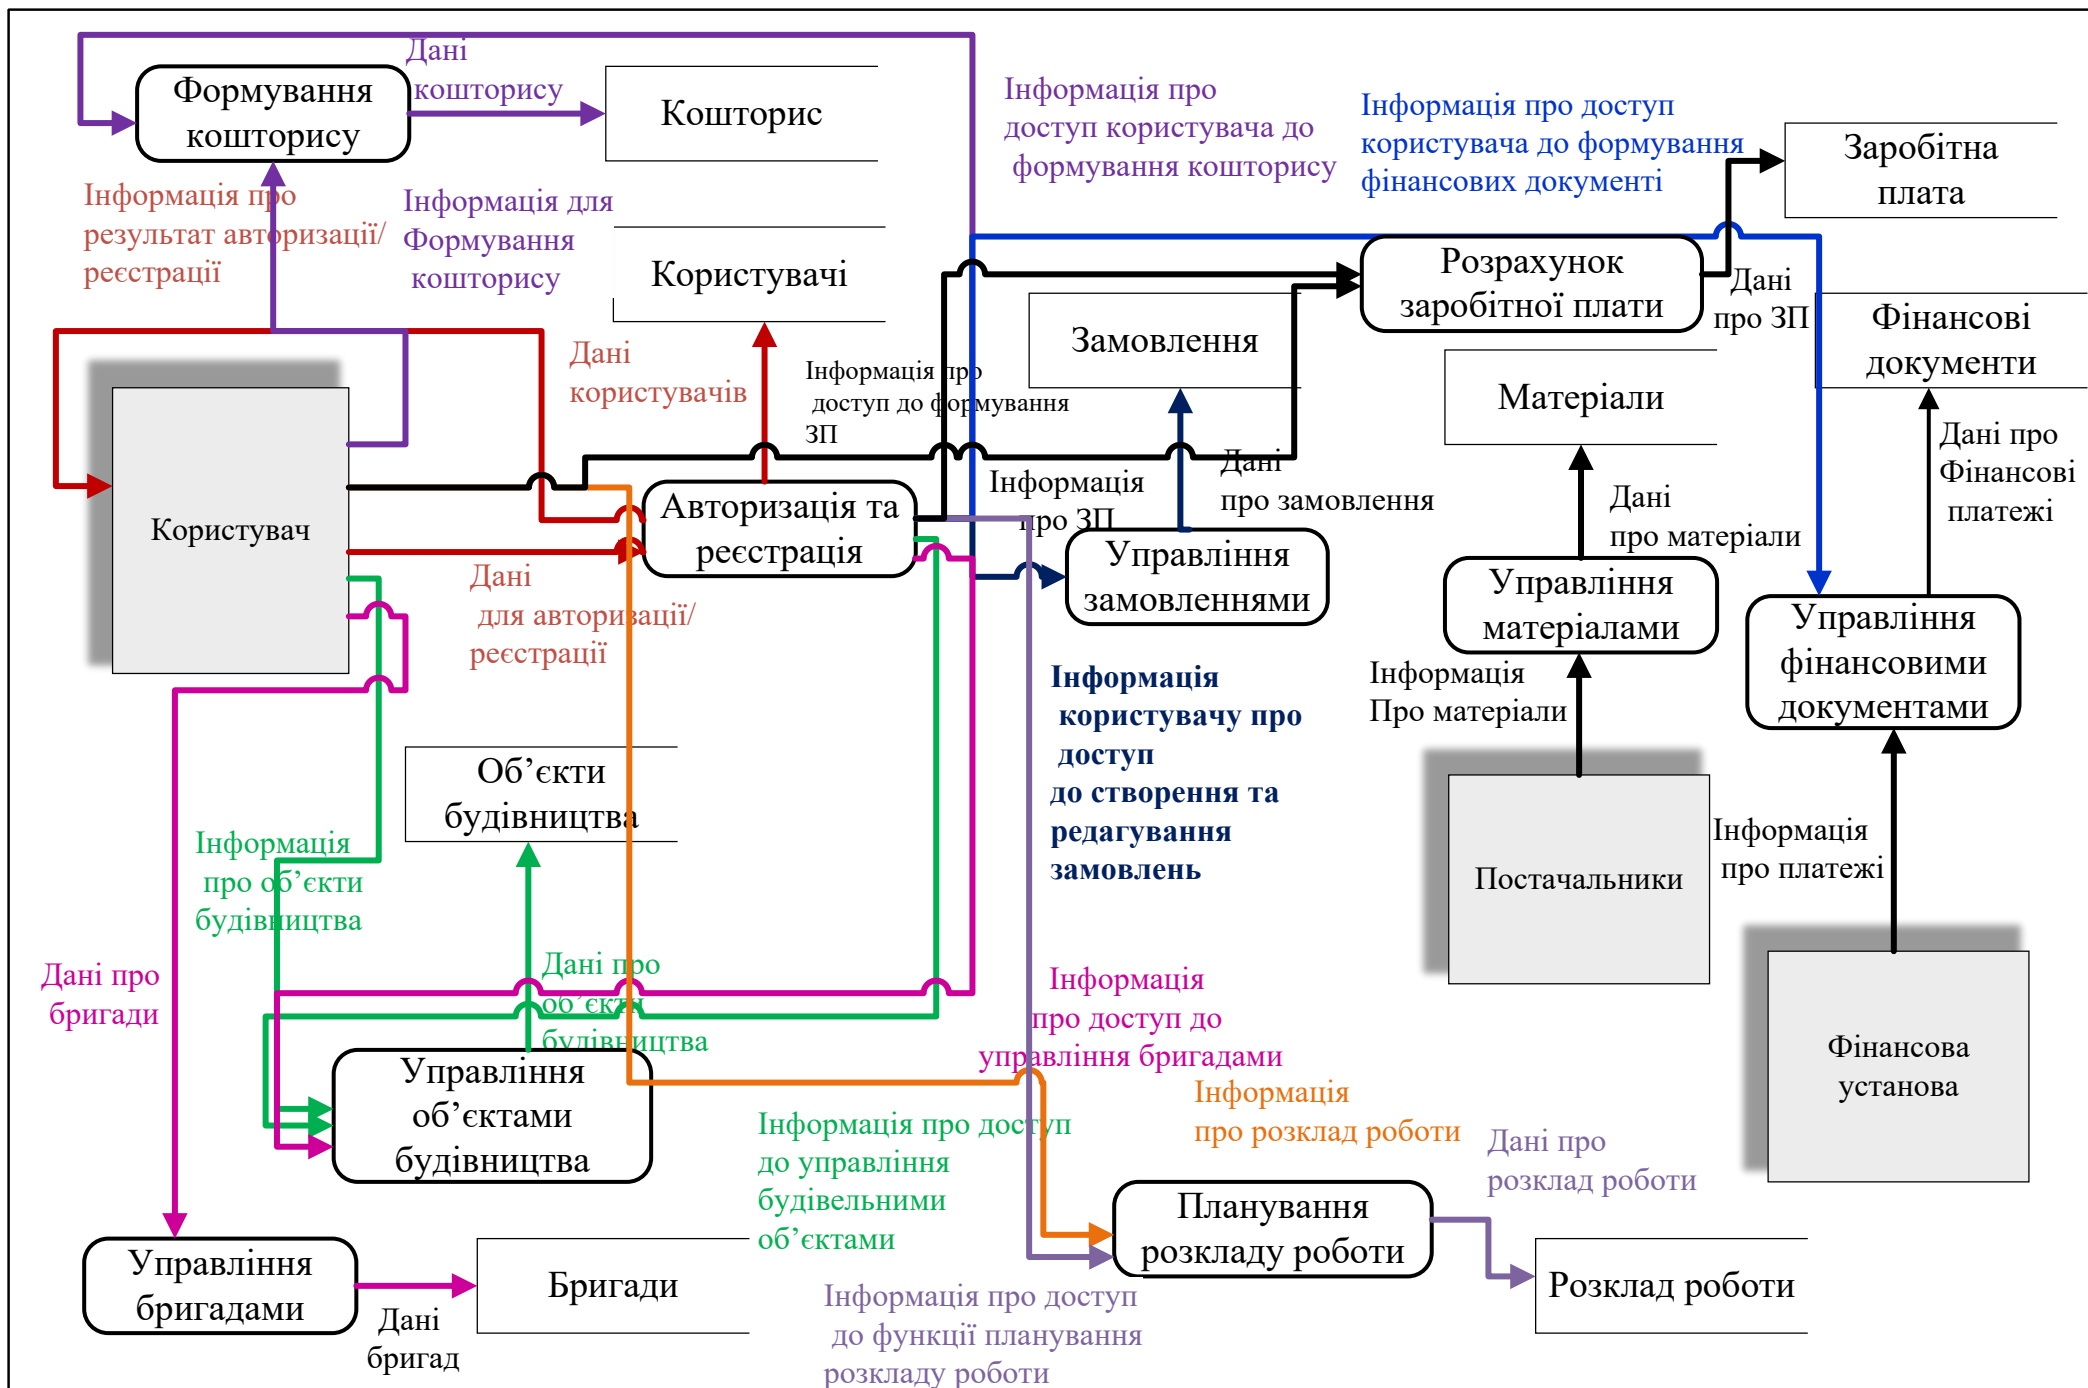 Дані
кошторису
Формування
кошторису
Кошторис
Інформація про
доступ користувача до
формування кошторису
Інформація про доступ
користувача до формування
фінансових документі
Заробітна
плата
Інформація про
результат авторизації/
реєстрації
Інформація для
Формування
кошторису
Користувачі
Розрахунок
заробітної плати
Дані
про ЗП
Замовлення
Фінансові
документи
Матеріали
Дані
користувачів
Інформація про
доступ до формування
ЗП
Дані про
Фінансові
платежі
Користувач
Авторизація та
реєстрація
Інформація
про ЗП
Дані
про замовлення
Дані
про матеріали
Управління
замовленнями
Управління
матеріалами
Управління
фінансовими
документами
Дані
для авторизації/
реєстрації
Інформація
користувачу про
доступ
до створення та
редагування
замовлень
Інформація
Про матеріали
Об’єкти
будівництва
Інформація
про об’єкти
будівництва
Постачальники
Інформація
про платежі
Дані про
бригади
Дані про
об’єкти
будівництва
Інформація
про доступ до
управління бригадами
Фінансова
установа
Управління
об’єктами
будівництва
Інформація про доступ
до управління
будівельними
об’єктами
Інформація
про розклад роботи
Дані про
розклад роботи
Планування
розкладу роботи
Управління
бригадами
Дані
бригад
Бригади
Інформація про доступ
до функції планування
розкладу роботи
Розклад роботи